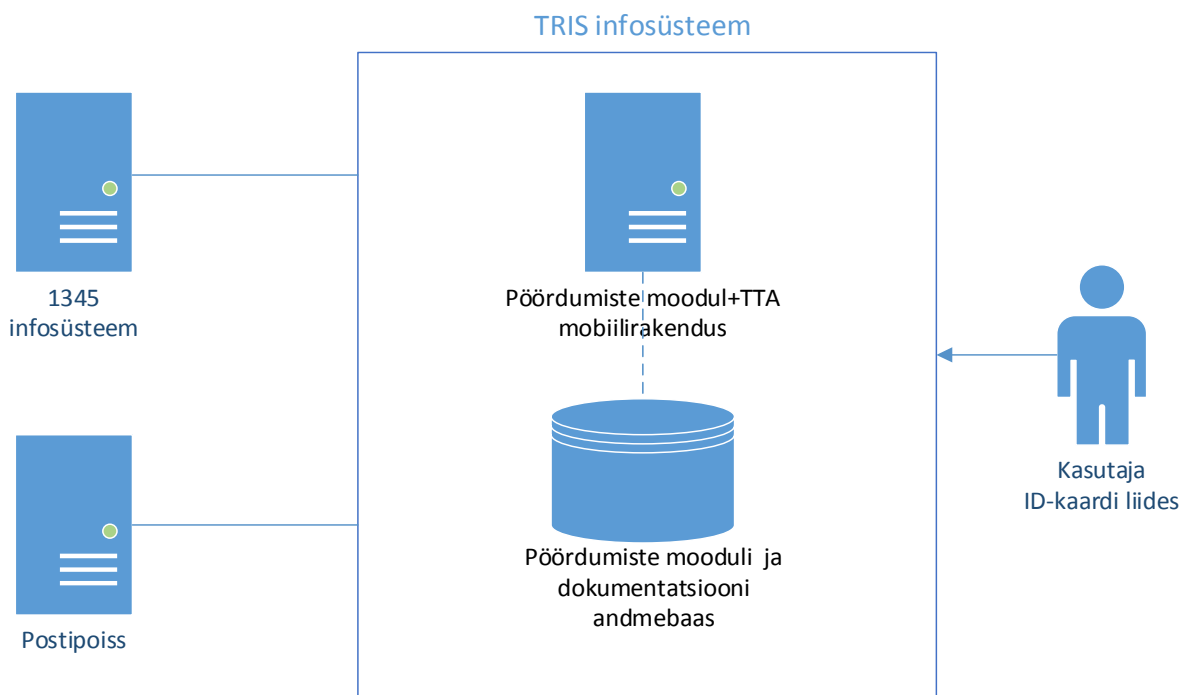 TRIS infosüsteem
1345
infosüsteem
Pöördumiste moodul+TTA
mobiilirakendus
Postipoiss
Pöördumiste mooduli ja
dokumentatsiooni
andmebaas
Kasutaja
ID-kaardi liides